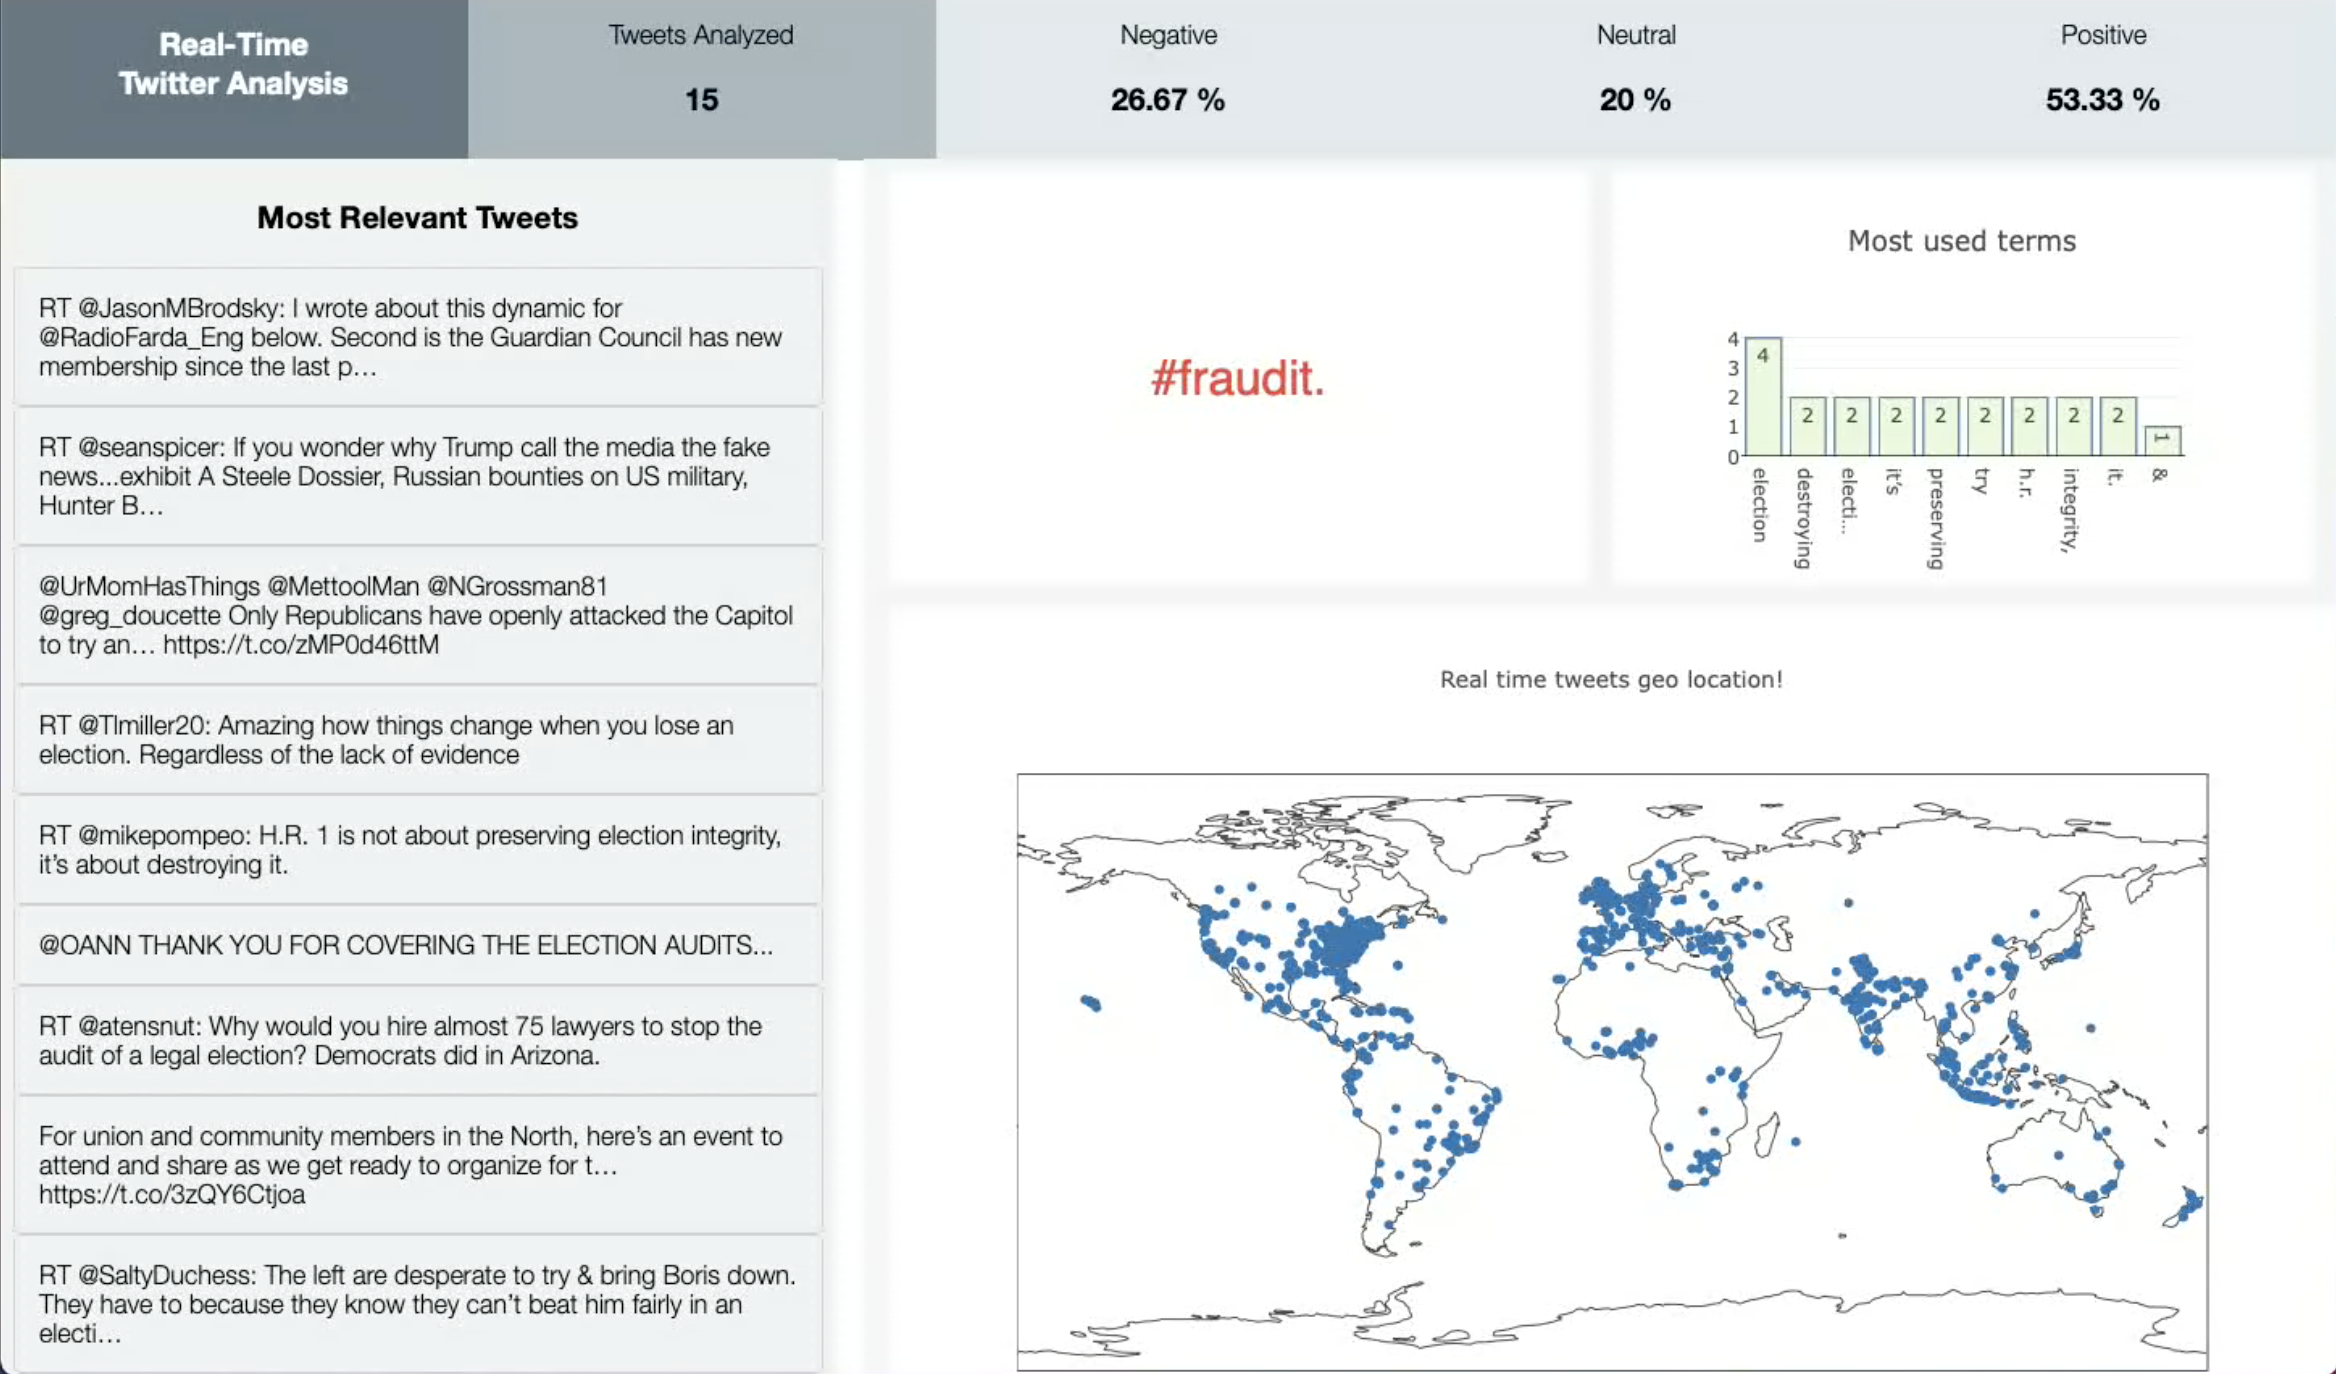 Real-Time
Twitter Analysis
Tweets Analyzed
15
Negative
26.67 %
Neutral
20 %
Positive
53.33 %
Most Relevant Tweets
RT @JasonMBrodsky: I wrote about this dynamic for
@RadioFarda_Eng below. Second is the Guardian Council has new
membership since the last p…
RT @seanspicer: If you wonder why Trump call the media the fake
news...exhibit A Steele Dossier, Russian bounties on US military,
Hunter B…
@UrMomHasThings @MettoolMan @NGrossman81
@greg_doucette Only Republicans have openly attacked the Capitol
to try an… https://t.co/zMP0d46ttM
RT @Tlmiller20: Amazing how things change when you lose an
election. Regardless of the lack of evidence
RT @mikepompeo: H.R. 1 is not about preserving election integrity,
it’s about destroying it.
@OANN THANK YOU FOR COVERING THE ELECTION AUDITS...
RT @atensnut: Why would you hire almost 75 lawyers to stop the
audit of a legal election? Democrats did in Arizona.
For union and community members in the North, here’s an event to
attend and share as we get ready to organize for t…
https://t.co/3zQY6Ctjoa
RT @SaltyDuchess: The left are desperate to try & bring Boris down.
They have to because they know they can’t beat him fairly in an
electi…
#fraudit.
Most used terms
4
3
2
1
0
4
2
2
2
2
2
2
2
2
1
election
destroying
electi…
it’s
preserving
try
h.r.
integrity,
it.
&
Real time tweets geo location!